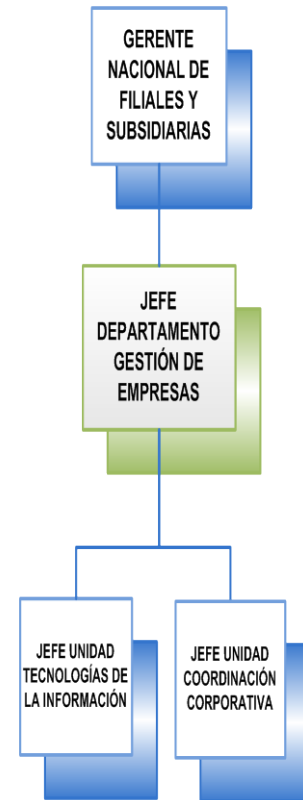 GERENTE
NACIONAL DE
FILIALES Y
SUBSIDIARIAS
JEFE
DEPARTAMENTO
GESTIÓN DE
EMPRESAS
JEFE UNIDAD
TECNOLOGÍAS DE
LA INFORMACIÓN
JEFE UNIDAD
COORDINACIÓN
CORPORATIVA